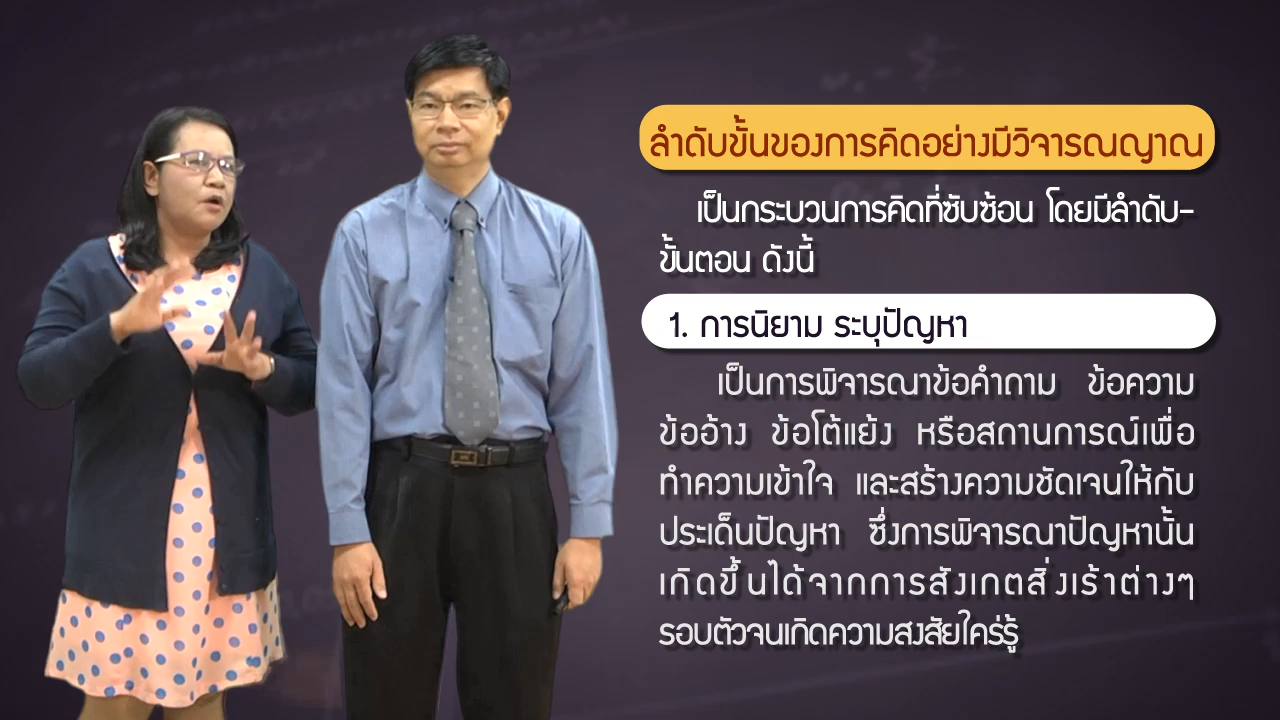 ลำดับขั้นของการคิดอย่างมีวิจารณญาณ
เป็นกระบวนการคิดที่ซับซ้อน โดยมีลำดับ-
ขั้นตอน ดังนี้
1. การนิยาม ระบุปัญหา
เป็นการพิจารณาข้อคำถาม ข้อความ
ข้ออ้าง ข้อโต้แย้ง หรือสถานการณ์เพื่อ
ทำความเข้าใจ และสร้างความชัดเจนให้กับ
ประเด็นปัญหา ซึ่งการพิจารณาปัญหานั้น
เกิดขึ้นได้จากการสังเกตสิ่งเร้าต่างๆ
รอบตัวจนเกิดความสงสัยใคร่รู้